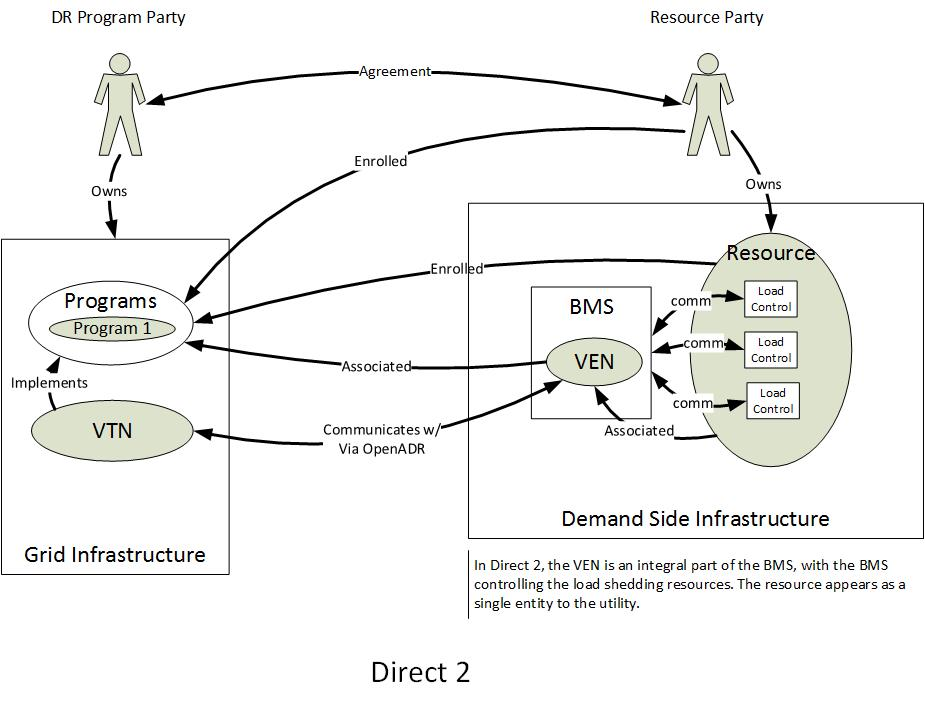 DR Program Party
Resource Party
Agreement
Enrolled
Owns
Owns
Resource
Enrolled
Programs
Program 1
BMS
VEN
comm
Load
Control
comm
Load
Control
comm
Load
Control
Associated
Implements
VTN
Communicates w/
Via OpenADR
Associated
Grid Infrastructure
Demand Side Infrastructure
In Direct 2, the VEN is an integral part of the BMS, with the BMS
controlling the load shedding resources. The resource appears as a
single entity to the utility.
Direct 2